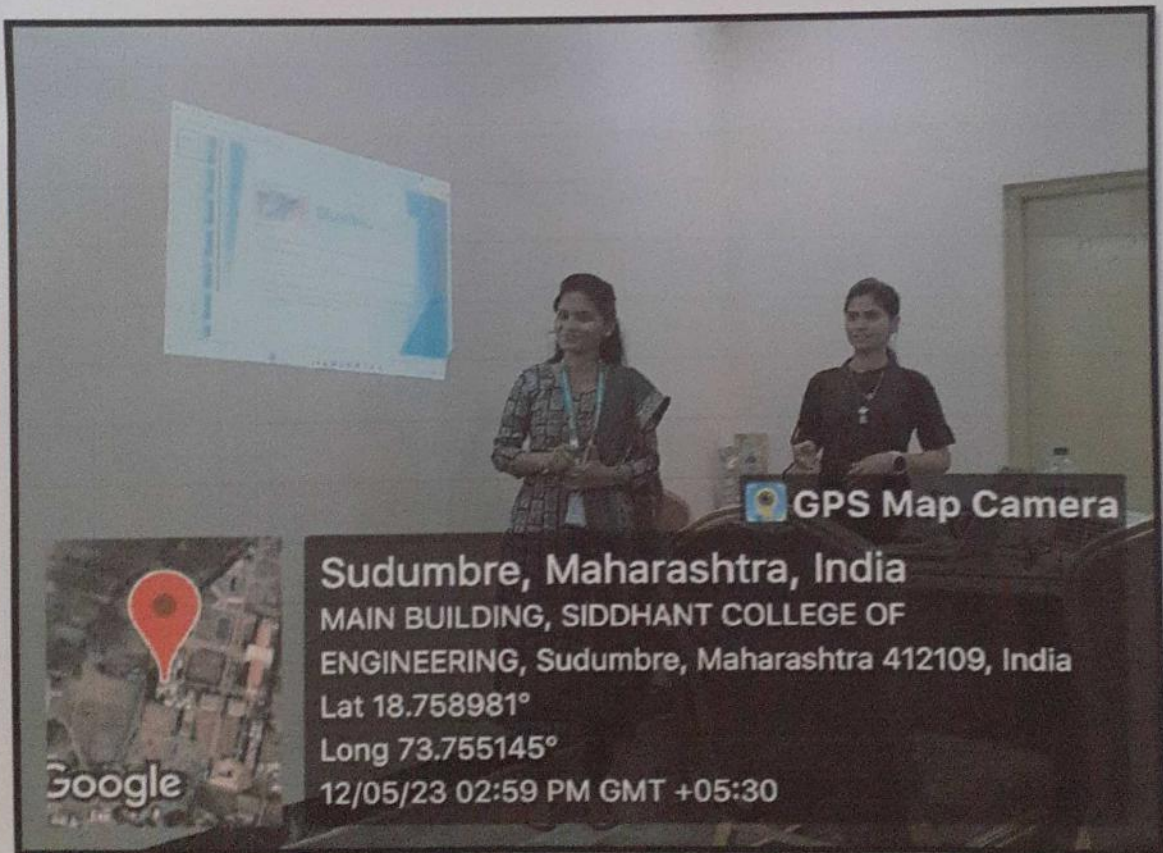 GPS Map Camera
Sudumbre, Maharashtra, India
MAIN BUILDING, SIDDHANT COLLEGE OF
ENGINEERING, Sudumbre, Maharashtra 412109, India
Lat 18.758981°
Long 73.755145°
12/05/23 02:59 PM GMT +05:30
Google